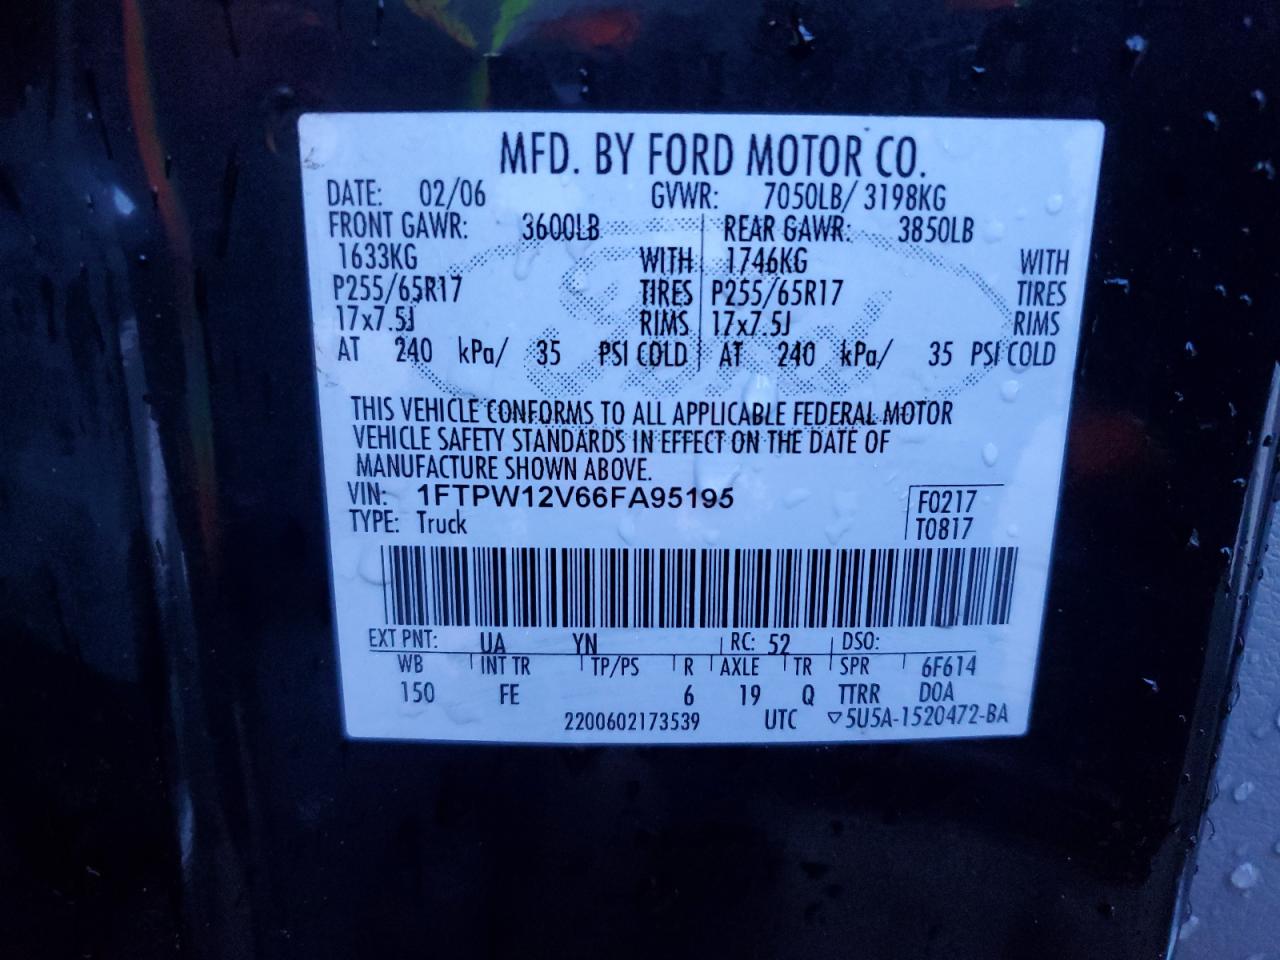 MFD. BY FORD MOTOR CO.
DATE: 02/06 GVWR: 7050LB/ 3198KG
FRONT GAWR: 3600LB REAR GAWR: 3850LB
1633KG WITH 1746KG WITH
P255/65R17 TIRES P255/65R17 TIRES
17x7.5J RIMS 17x7.5J RIMS
AT 240 kPa/ 35 PSI COLD AT 240 kPa/ 35 PSI COLD
THIS VEHICLE CONFORMS TO ALL APPLICABLE FEDERAL MOTOR
VEHICLE SAFETY STANDARDS IN EFFECT ON THE DATE OF
MANUFACTURE SHOWN ABOVE.
VIN: 1FTPW12V66FA95195 F0217
TYPE: Truck T0817
EXT PNT: UA YN RC: 52 DSO:
WB INT TR TP/PS R AXLE TR SPR 6F614
150 FE 6 19 Q TTRR DOA
2200602173539 UTC ▽5U5A-1520472-BA